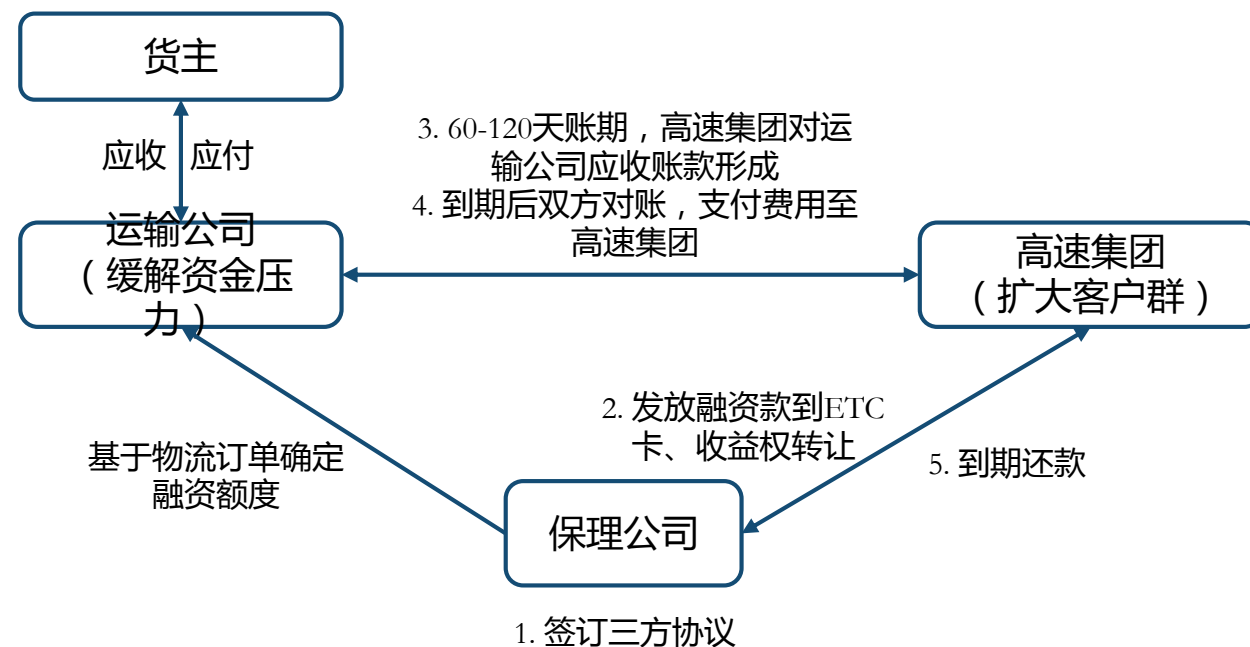 货主
应收
应付
3. 60-120天账期，高速集团对运
输公司应收账款形成
4. 到期后双方对账，支付费用至
高速集团
运输公司
（缓解资金压
力）
高速集团
（扩大客户群）
2. 发放融资款到ETC
卡、收益权转让
基于物流订单确定
融资额度
5. 到期还款
保理公司
1. 签订三方协议